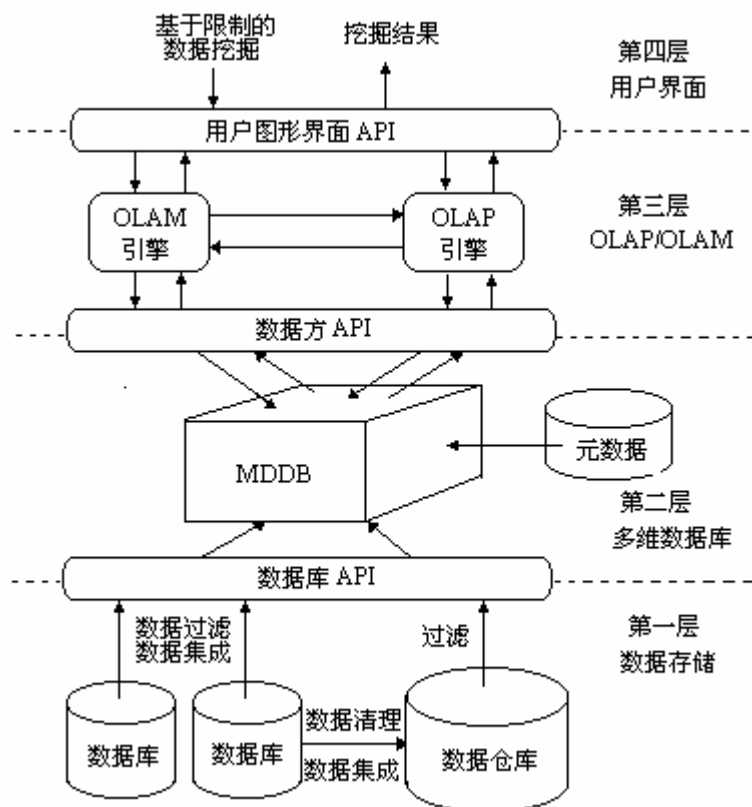 基于限制的
数据挖掘
挖掘结果
第四层
用户界面
用户图形界面 API
OLAM
引擎
OLAP
引擎
第三层
OLAP/OLAM
数据方 API
MDDB
元数据
第二层
多维数据库
数据库 API
数据过滤
数据集成
过滤
第一层
数据存储
数据库
数据库
数据清理
数据集成
数据仓库